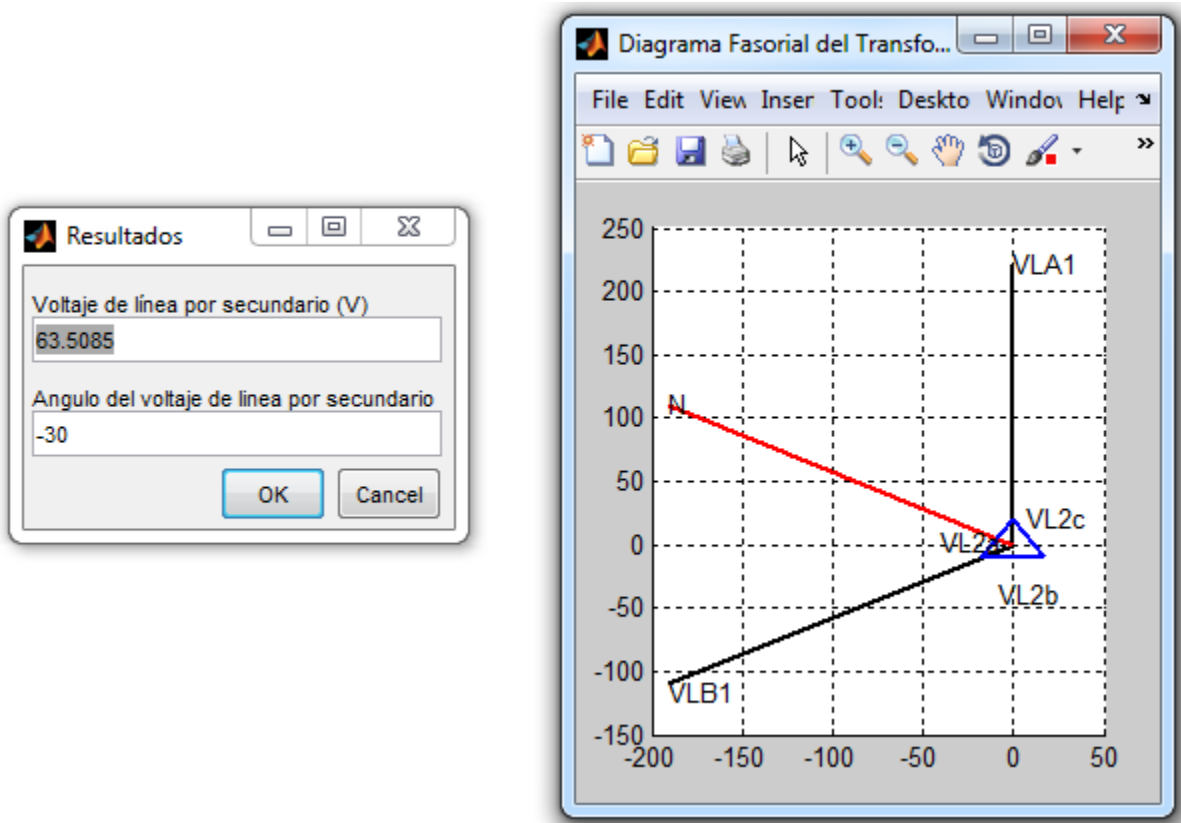 Resultados
Voltaje de línea por secundario (V)
63.5085
Angulo del voltaje de linea por secundario
-30
OK
Cancel
Diagrama Fasorial del Transfo...
File Edit View Inser Tool: Deskto Windov Help
250
200
150
100
50
0
-50
-100
-150
-200 -150 -100 -50 0 50
VLA1
N
VL2c
VL2a
VL2b
VLB1